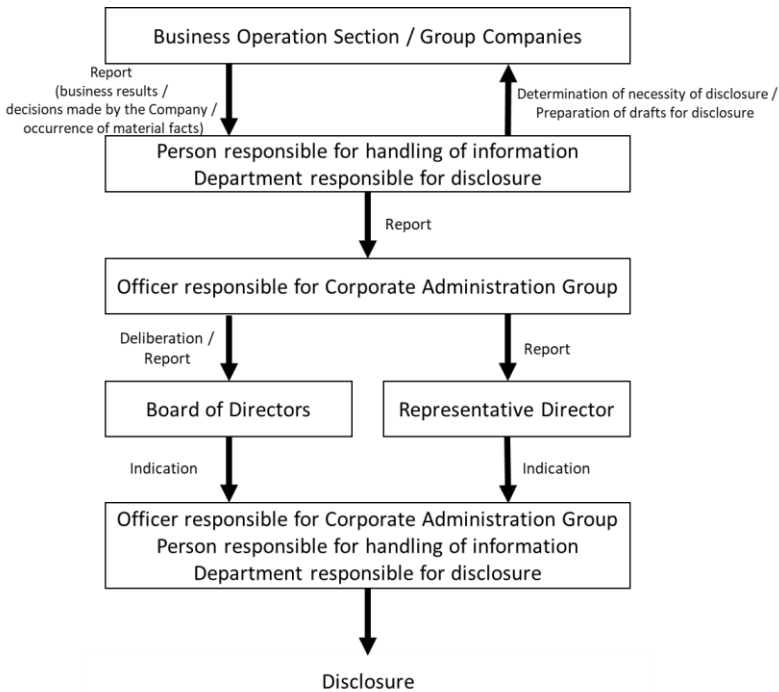 Business Operation Section / Group Companies
Report
(business results /
decisions made by the Company /
occurrence of material facts)
Determination of necessity of disclosure /
Preparation of drafts for disclosure
Person responsible for handling of information
Department responsible for disclosure
Report
Officer responsible for Corporate Administration Group
Deliberation /
Report
Report
Board of Directors
Representative Director
Indication
Indication
Officer responsible for Corporate Administration Group
Person responsible for handling of information
Department responsible for disclosure
Disclosure